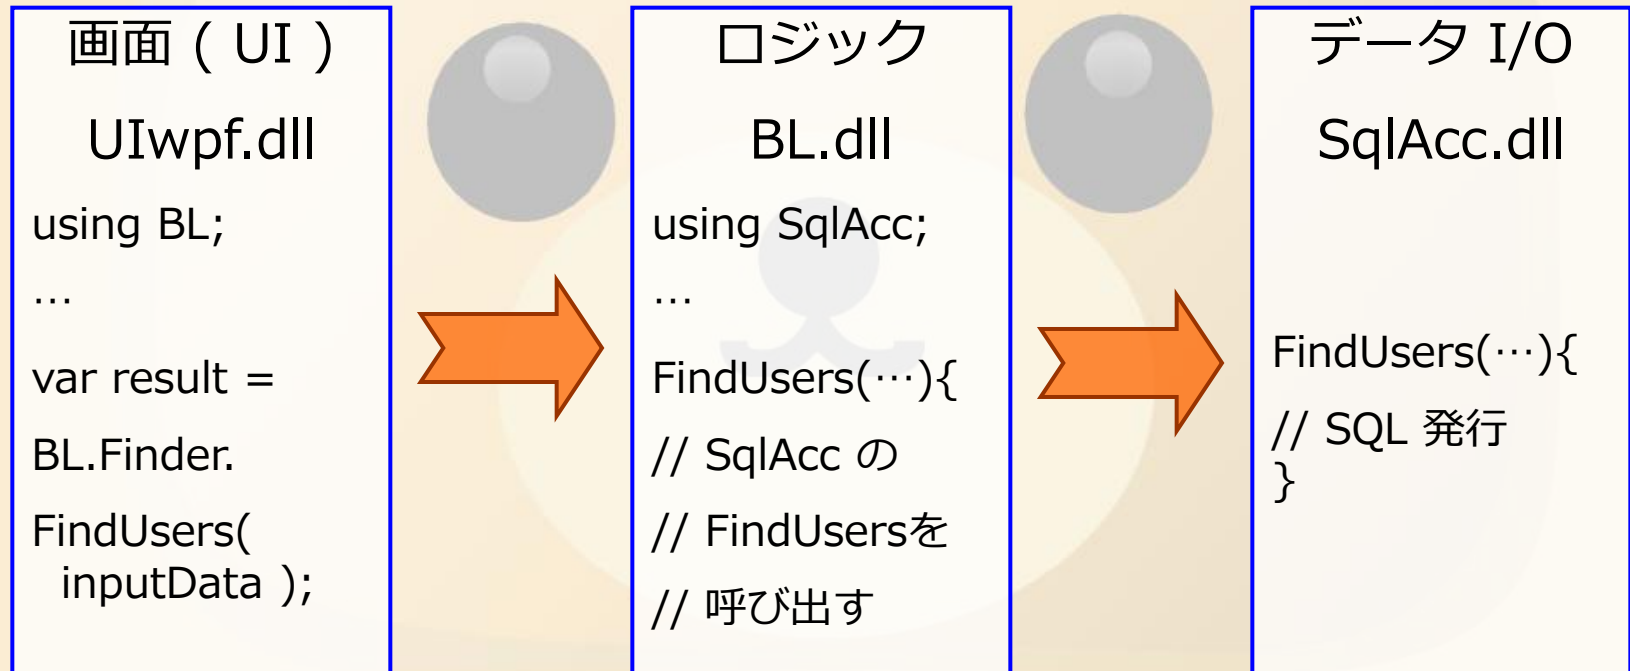 画面 ( UI )
UIwpf.dll
using BL;
…
var result =
BL.Finder.
FindUsers(
inputData );
ロジック
BL.dll
using SqlAcc;
…
FindUsers(…){
// SqlAcc の
// FindUsersを
// 呼び出す
データ I/O
SqlAcc.dll
FindUsers(…){
// SQL 発行
}